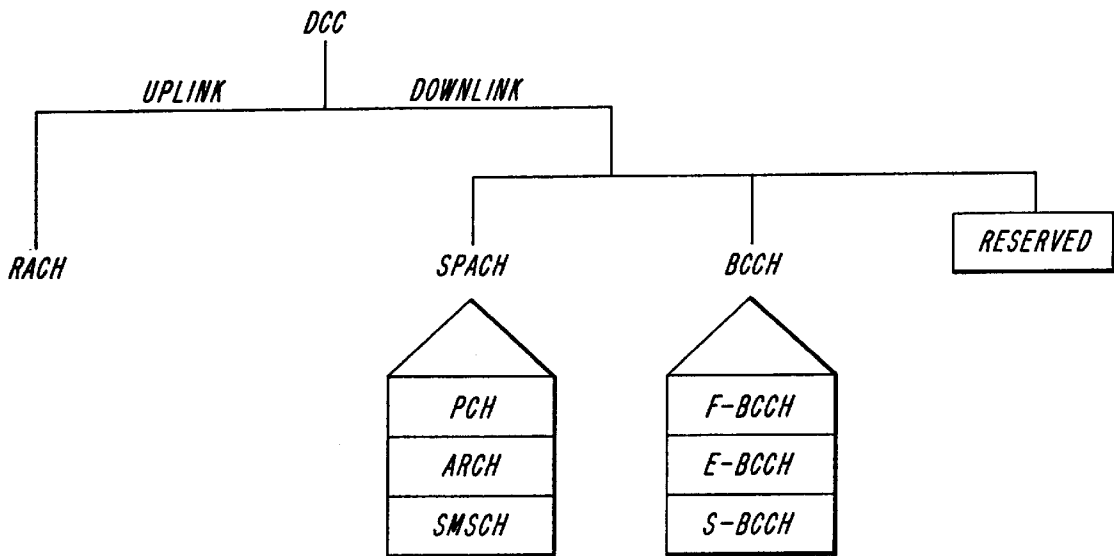 DCC
UPLINK DOWNLINK
RACH SPACH BCCH RESERVED
PCH F-BCCH
ARCH E-BCCH
SMSCH S-BCCH